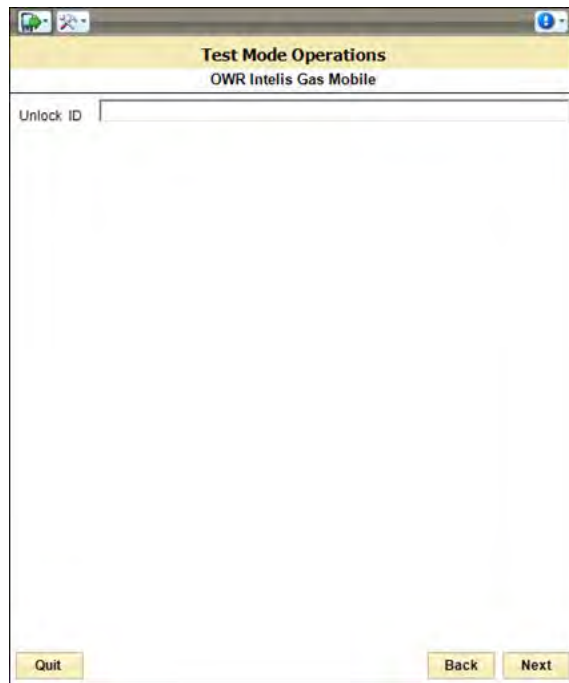 Test Mode Operations
OWR Intelis Gas Mobile
Unlock ID
Quit Back Next